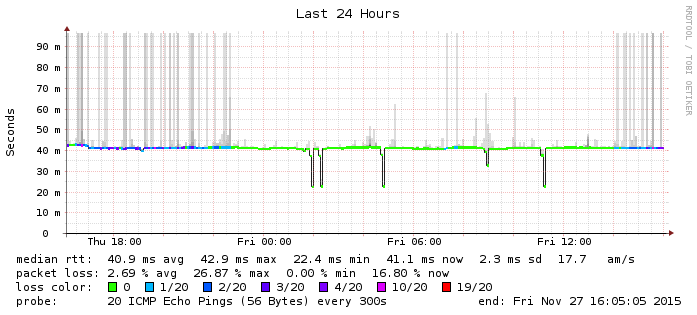 Last 24 Hours
RRDTOOL / TOBI OETIKER
Seconds
90 m
80 m
70 m
60 m
50 m
40 m
30 m
20 m
10 m
0
Thu 18:00 Fri 00:00 Fri 06:00 Fri 12:00
median rtt: 40.9 ms avg 42.9 ms max 22.4 ms min 41.1 ms now 2.3 ms sd 17.7 am/s
packet loss: 2.69 % avg 26.87 % max 0.00 % min 16.80 % now
loss color: 0 1/20 2/20 3/20 4/20 10/20 19/20
probe: 20 ICMP Echo Pings (56 Bytes) every 300s end: Fri Nov 27 16:05:05 2015